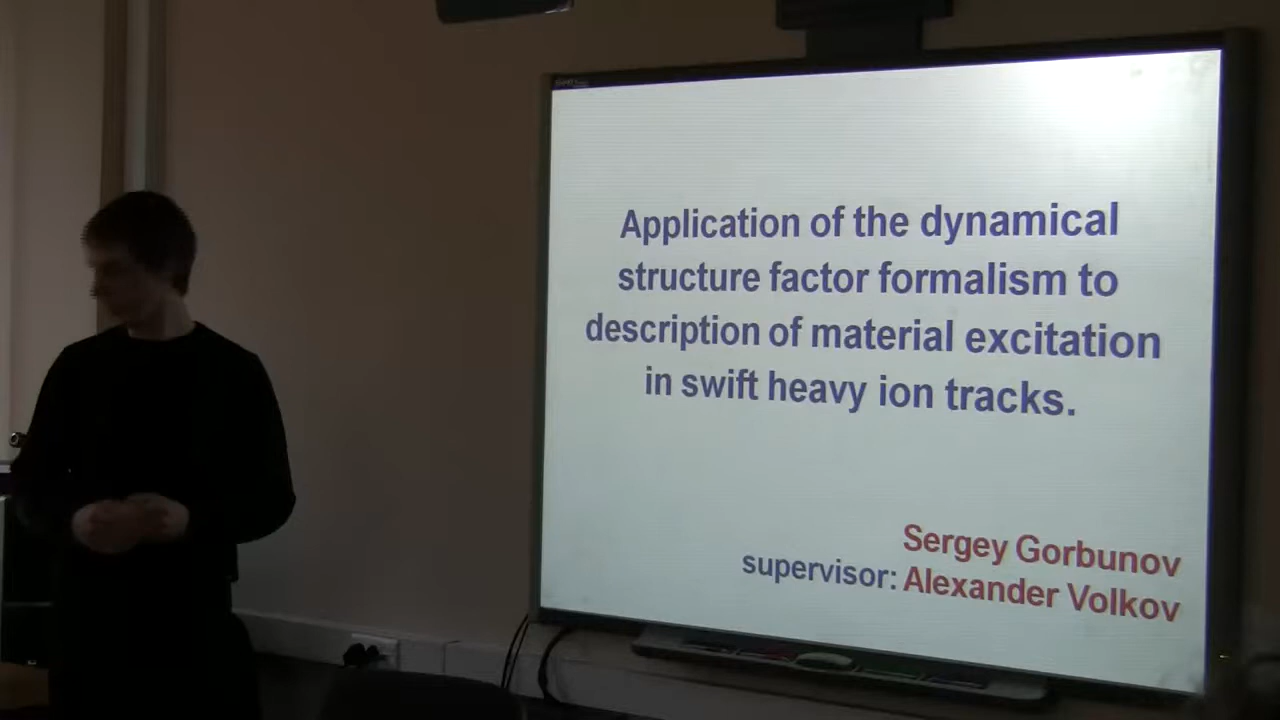 Application of the dynamical
structure factor formalism to
description of material excitation
in swift heavy ion tracks.
Sergey Gorbunov
supervisor: Alexander Volkov